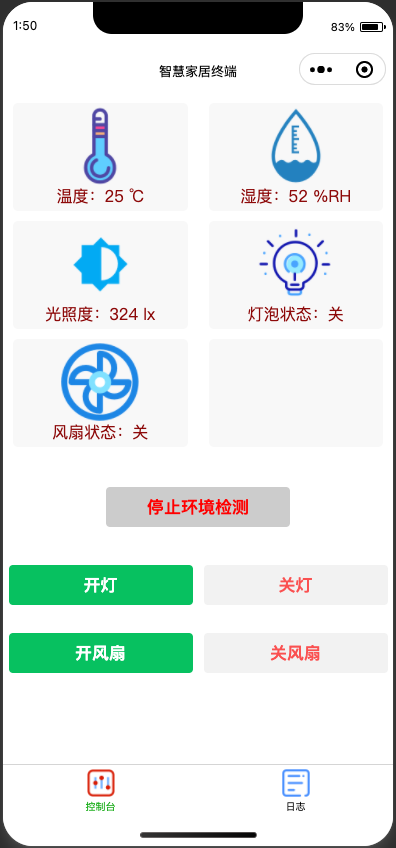 1:50
83%
智慧家居终端
温度：25 ℃
湿度：52 %RH
光照度：324 lx
灯泡状态：关
风扇状态：关
停止环境检测
开灯
关灯
开风扇
关风扇
控制台
日志